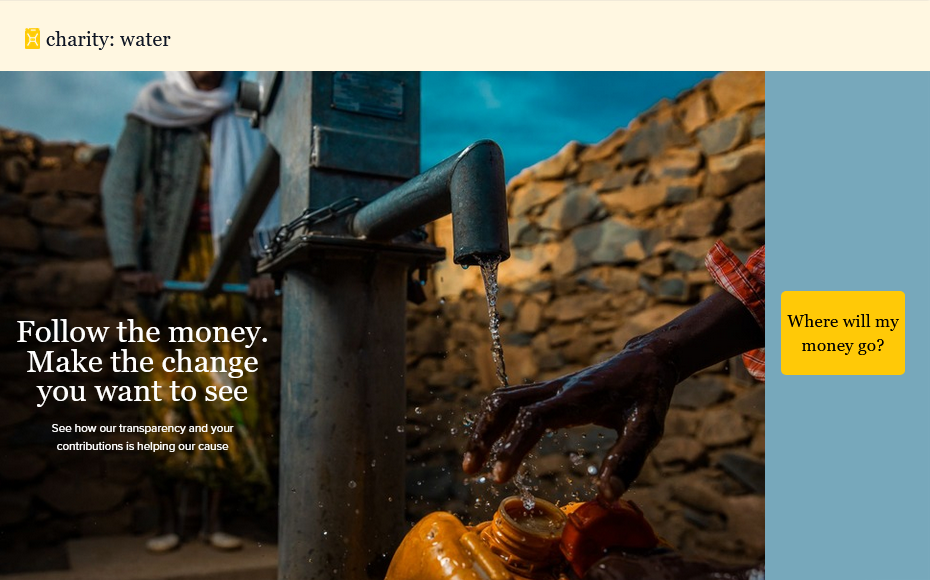 charity: water
Follow the money.
Make the change
you want to see
See how our transparency and your
contributions is helping our cause
Where will my
money go?